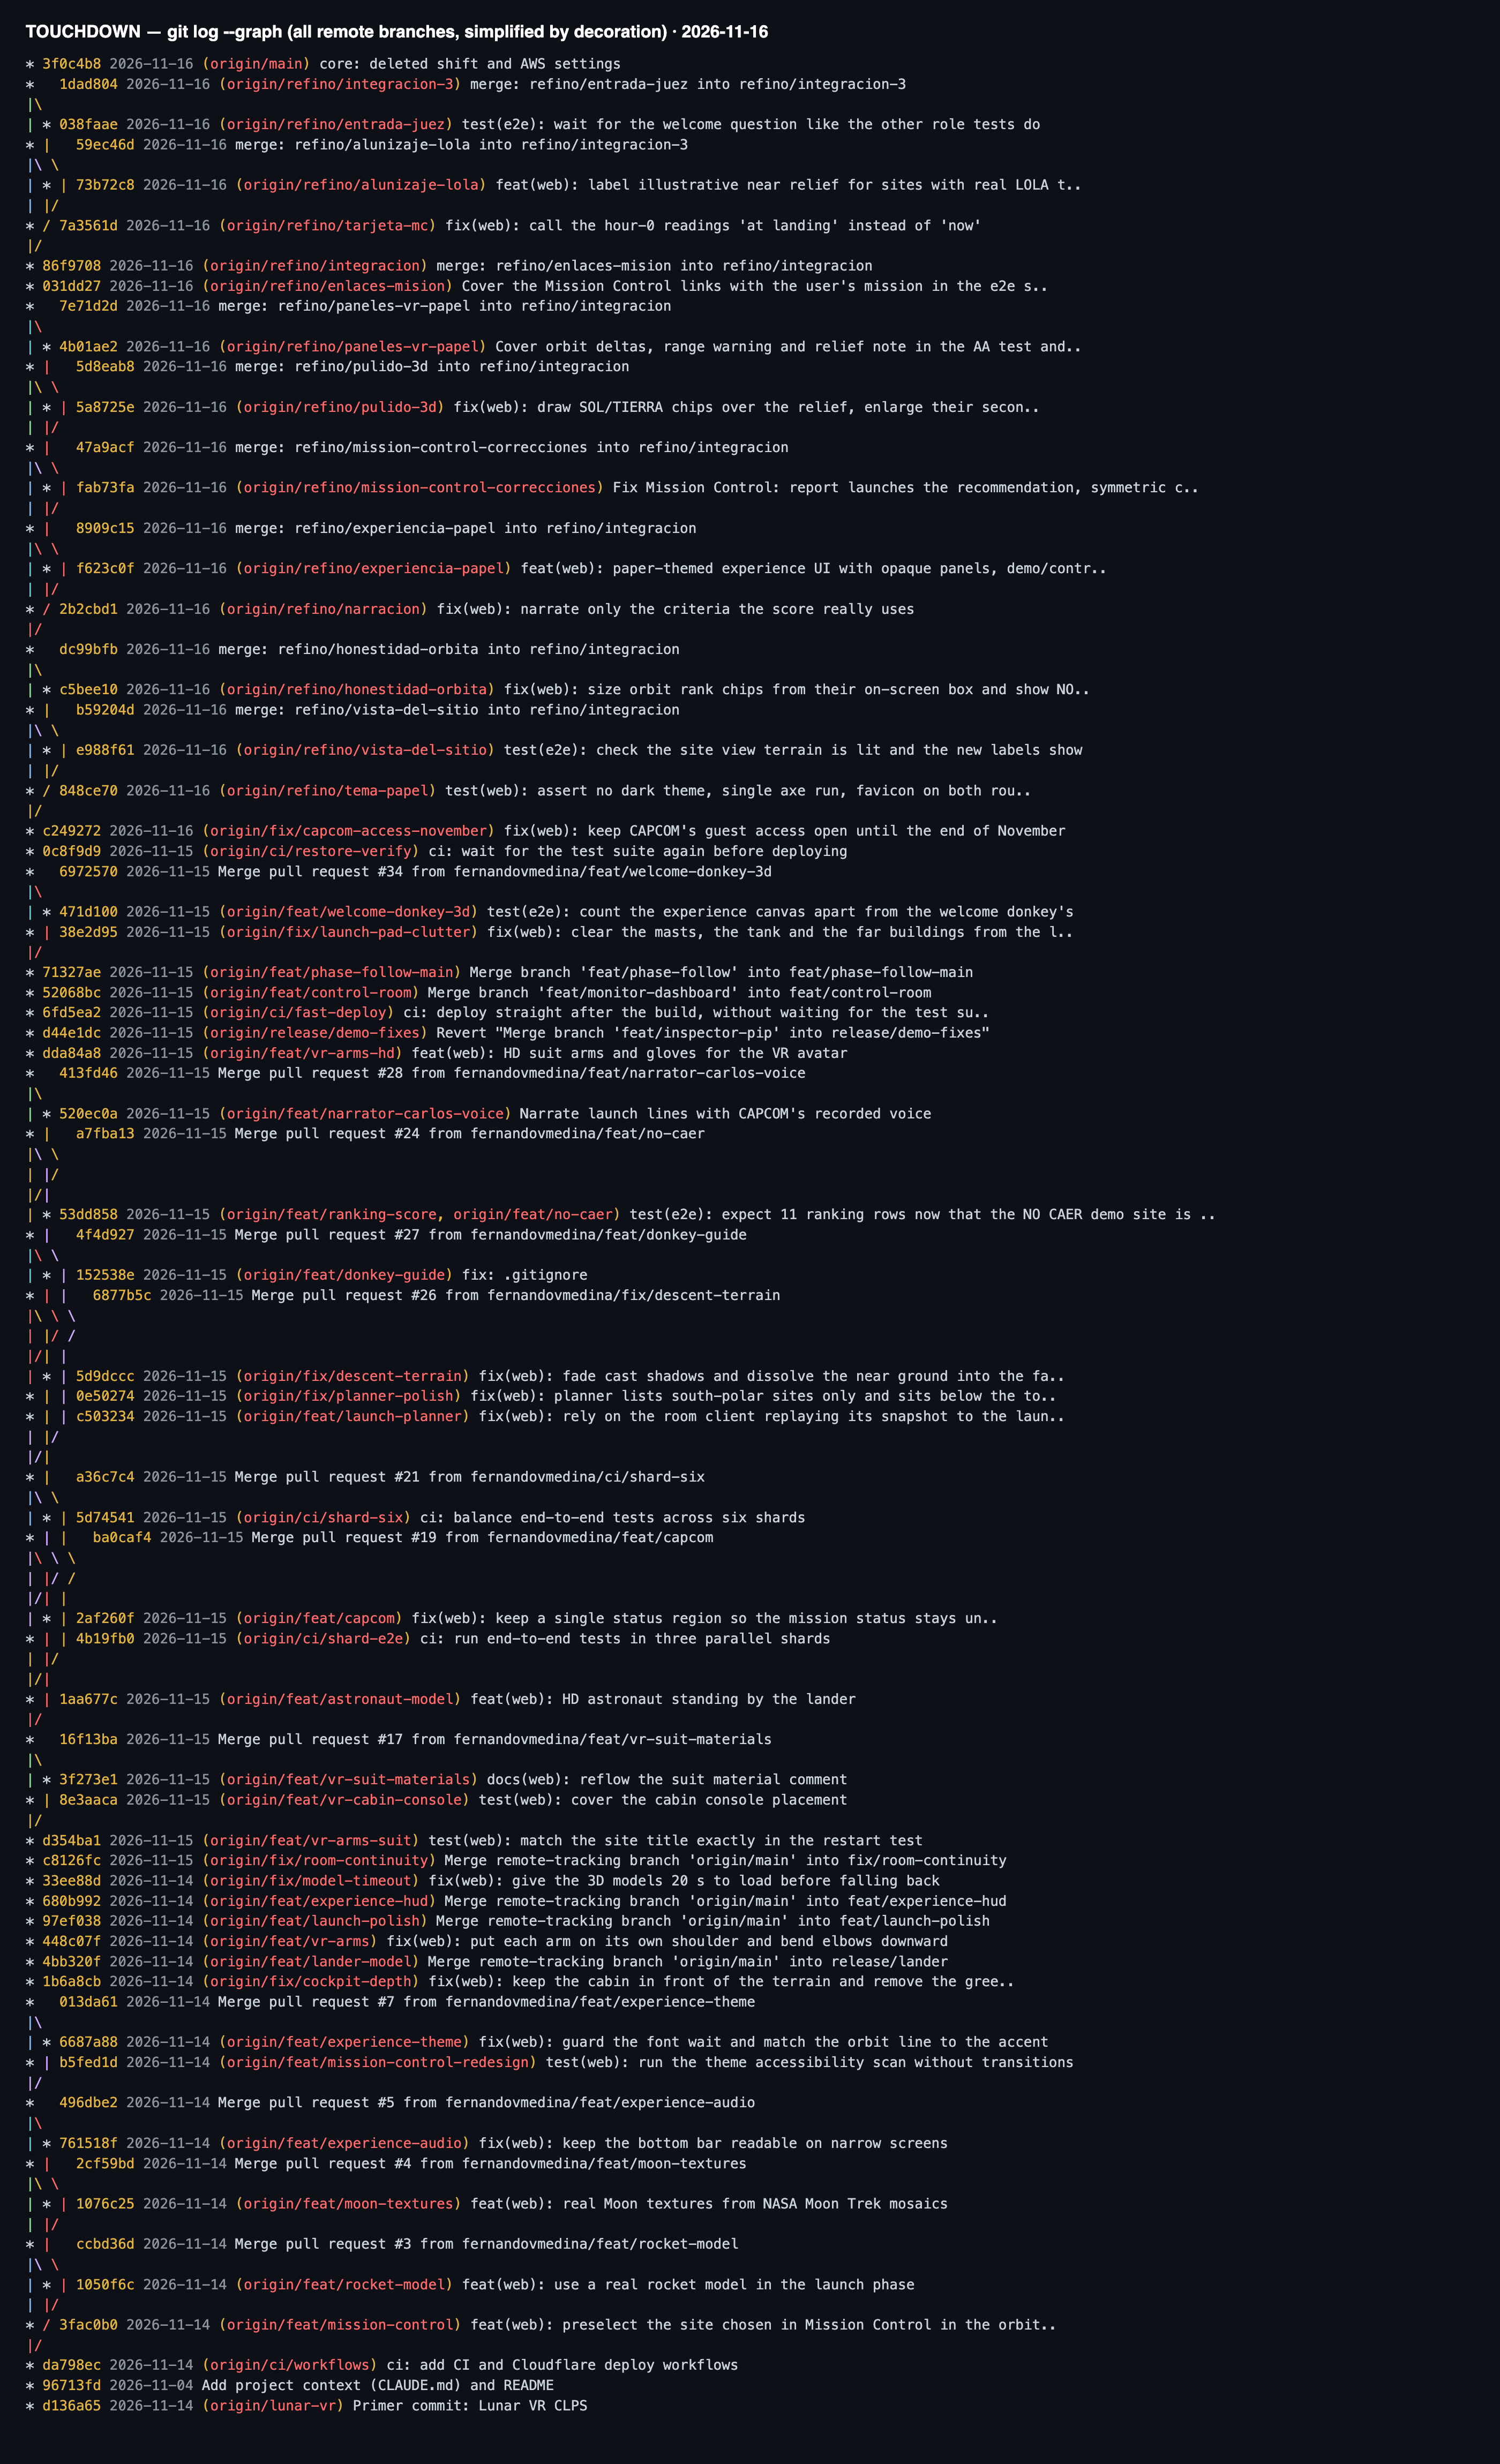 TOUCHDOWN — git log --graph (all remote branches, simplified by decoration) · 2026-11-16
* 3f0c4b8 2026-11-16 (origin/main) core: deleted shift and AWS settings
*   1dad804 2026-11-16 (origin/refino/integracion-3) merge: refino/entrada-juez into refino/integracion-3
|\
| * 038faae 2026-11-16 (origin/refino/entrada-juez) test(e2e): wait for the welcome question like the other role tests do
* |   59ec46d 2026-11-16 merge: refino/alunizaje-lola into refino/integracion-3
|\ \
| * | 73b72c8 2026-11-16 (origin/refino/alunizaje-lola) feat(web): label illustrative near relief for sites with real LOLA t..
| |/
* / 7a3561d 2026-11-16 (origin/refino/tarjeta-mc) fix(web): call the hour-0 readings 'at landing' instead of 'now'
|/
* 86f9708 2026-11-16 (origin/refino/integracion) merge: refino/enlaces-mision into refino/integracion
* 031dd27 2026-11-16 (origin/refino/enlaces-mision) Cover the Mission Control links with the user's mission in the e2e s..
*   7e71d2d 2026-11-16 merge: refino/paneles-vr-papel into refino/integracion
|\
| * 4b01ae2 2026-11-16 (origin/refino/paneles-vr-papel) Cover orbit deltas, range warning and relief note in the AA test and..
* |   5d8eab8 2026-11-16 merge: refino/pulido-3d into refino/integracion
|\ \
| * | 5a8725e 2026-11-16 (origin/refino/pulido-3d) fix(web): draw SOL/TIERRA chips over the relief, enlarge their secon..
| |/
* |   47a9acf 2026-11-16 merge: refino/mission-control-correcciones into refino/integracion
|\ \
| * | fab73fa 2026-11-16 (origin/refino/mission-control-correcciones) Fix Mission Control: report launches the recommendation, symmetric c..
| |/
* |   8909c15 2026-11-16 merge: refino/experiencia-papel into refino/integracion
|\ \
| * | f623c0f 2026-11-16 (origin/refino/experiencia-papel) feat(web): paper-themed experience UI with opaque panels, demo/contr..
| |/
* / 2b2cbd1 2026-11-16 (origin/refino/narracion) fix(web): narrate only the criteria the score really uses
|/
*   dc99bfb 2026-11-16 merge: refino/honestidad-orbita into refino/integracion
|\
| * c5bee10 2026-11-16 (origin/refino/honestidad-orbita) fix(web): size orbit rank chips from their on-screen box and show NO..
* |   b59204d 2026-11-16 merge: refino/vista-del-sitio into refino/integracion
|\ \
| * | e988f61 2026-11-16 (origin/refino/vista-del-sitio) test(e2e): check the site view terrain is lit and the new labels show
| |/
* / 848ce70 2026-11-16 (origin/refino/tema-papel) test(web): assert no dark theme, single axe run, favicon on both rou..
|/
* c249272 2026-11-16 (origin/fix/capcom-access-november) fix(web): keep CAPCOM's guest access open until the end of November
* 0c8f9d9 2026-11-15 (origin/ci/restore-verify) ci: wait for the test suite again before deploying
*   6972570 2026-11-15 Merge pull request #34 from fernandovmedina/feat/welcome-donkey-3d
|\
| * 471d100 2026-11-15 (origin/feat/welcome-donkey-3d) test(e2e): count the experience canvas apart from the welcome donkey's
* | 38e2d95 2026-11-15 (origin/fix/launch-pad-clutter) fix(web): clear the masts, the tank and the far buildings from the l..
|/
* 71327ae 2026-11-15 (origin/feat/phase-follow-main) Merge branch 'feat/phase-follow' into feat/phase-follow-main
* 52068bc 2026-11-15 (origin/feat/control-room) Merge branch 'feat/monitor-dashboard' into feat/control-room
* 6fd5ea2 2026-11-15 (origin/ci/fast-deploy) ci: deploy straight after the build, without waiting for the test su..
* d44e1dc 2026-11-15 (origin/release/demo-fixes) Revert "Merge branch 'feat/inspector-pip' into release/demo-fixes"
* dda84a8 2026-11-15 (origin/feat/vr-arms-hd) feat(web): HD suit arms and gloves for the VR avatar
*   413fd46 2026-11-15 Merge pull request #28 from fernandovmedina/feat/narrator-carlos-voice
|\
| * 520ec0a 2026-11-15 (origin/feat/narrator-carlos-voice) Narrate launch lines with CAPCOM's recorded voice
* |   a7fba13 2026-11-15 Merge pull request #24 from fernandovmedina/feat/no-caer
|\ \
| |/
|/|
| * 53dd858 2026-11-15 (origin/feat/ranking-score, origin/feat/no-caer) test(e2e): expect 11 ranking rows now that the NO CAER demo site is ..
* |   4f4d927 2026-11-15 Merge pull request #27 from fernandovmedina/feat/donkey-guide
|\ \
| * | 152538e 2026-11-15 (origin/feat/donkey-guide) fix: .gitignore
* | |   6877b5c 2026-11-15 Merge pull request #26 from fernandovmedina/fix/descent-terrain
|\ \ \
| |/ /
|/| |
| * | 5d9dccc 2026-11-15 (origin/fix/descent-terrain) fix(web): fade cast shadows and dissolve the near ground into the fa..
* | | 0e50274 2026-11-15 (origin/fix/planner-polish) fix(web): planner lists south-polar sites only and sits below the to..
* | | c503234 2026-11-15 (origin/feat/launch-planner) fix(web): rely on the room client replaying its snapshot to the laun..
| |/
|/|
* |   a36c7c4 2026-11-15 Merge pull request #21 from fernandovmedina/ci/shard-six
|\ \
| * | 5d74541 2026-11-15 (origin/ci/shard-six) ci: balance end-to-end tests across six shards
* | |   ba0caf4 2026-11-15 Merge pull request #19 from fernandovmedina/feat/capcom
|\ \ \
| |/ /
|/| |
| * | 2af260f 2026-11-15 (origin/feat/capcom) fix(web): keep a single status region so the mission status stays un..
* | | 4b19fb0 2026-11-15 (origin/ci/shard-e2e) ci: run end-to-end tests in three parallel shards
| |/
|/|
* | 1aa677c 2026-11-15 (origin/feat/astronaut-model) feat(web): HD astronaut standing by the lander
|/
*   16f13ba 2026-11-15 Merge pull request #17 from fernandovmedina/feat/vr-suit-materials
|\
| * 3f273e1 2026-11-15 (origin/feat/vr-suit-materials) docs(web): reflow the suit material comment
* | 8e3aaca 2026-11-15 (origin/feat/vr-cabin-console) test(web): cover the cabin console placement
|/
* d354ba1 2026-11-15 (origin/feat/vr-arms-suit) test(web): match the site title exactly in the restart test
* c8126fc 2026-11-15 (origin/fix/room-continuity) Merge remote-tracking branch 'origin/main' into fix/room-continuity
* 33ee88d 2026-11-14 (origin/fix/model-timeout) fix(web): give the 3D models 20 s to load before falling back
* 680b992 2026-11-14 (origin/feat/experience-hud) Merge remote-tracking branch 'origin/main' into feat/experience-hud
* 97ef038 2026-11-14 (origin/feat/launch-polish) Merge remote-tracking branch 'origin/main' into feat/launch-polish
* 448c07f 2026-11-14 (origin/feat/vr-arms) fix(web): put each arm on its own shoulder and bend elbows downward
* 4bb320f 2026-11-14 (origin/feat/lander-model) Merge remote-tracking branch 'origin/main' into release/lander
* 1b6a8cb 2026-11-14 (origin/fix/cockpit-depth) fix(web): keep the cabin in front of the terrain and remove the gree..
*   013da61 2026-11-14 Merge pull request #7 from fernandovmedina/feat/experience-theme
|\
| * 6687a88 2026-11-14 (origin/feat/experience-theme) fix(web): guard the font wait and match the orbit line to the accent
* | b5fed1d 2026-11-14 (origin/feat/mission-control-redesign) test(web): run the theme accessibility scan without transitions
|/
*   496dbe2 2026-11-14 Merge pull request #5 from fernandovmedina/feat/experience-audio
|\
| * 761518f 2026-11-14 (origin/feat/experience-audio) fix(web): keep the bottom bar readable on narrow screens
* |   2cf59bd 2026-11-14 Merge pull request #4 from fernandovmedina/feat/moon-textures
|\ \
| * | 1076c25 2026-11-14 (origin/feat/moon-textures) feat(web): real Moon textures from NASA Moon Trek mosaics
| |/
* |   ccbd36d 2026-11-14 Merge pull request #3 from fernandovmedina/feat/rocket-model
|\ \
| * | 1050f6c 2026-11-14 (origin/feat/rocket-model) feat(web): use a real rocket model in the launch phase
| |/
* / 3fac0b0 2026-11-14 (origin/feat/mission-control) feat(web): preselect the site chosen in Mission Control in the orbit..
|/
* da798ec 2026-11-14 (origin/ci/workflows) ci: add CI and Cloudflare deploy workflows
* 96713fd 2026-11-04 Add project context (CLAUDE.md) and README
* d136a65 2026-11-14 (origin/lunar-vr) Primer commit: Lunar VR CLPS